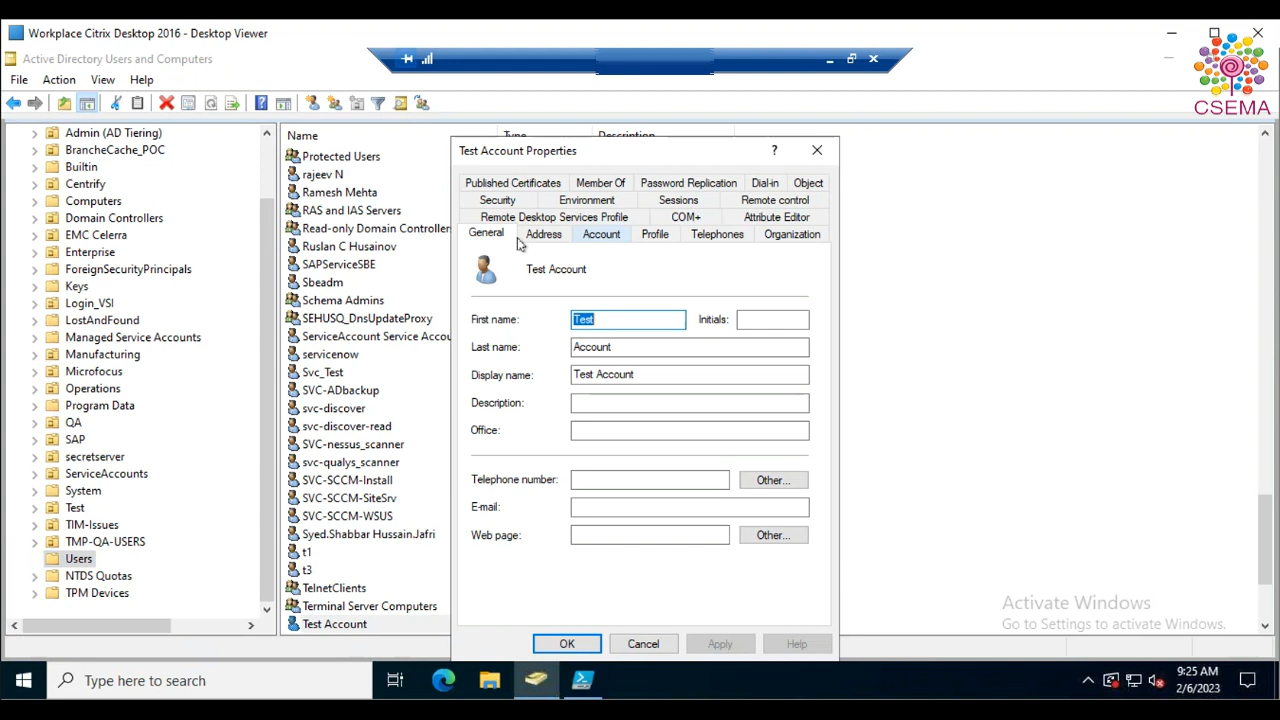 Workplace Citrix Desktop 2016 - Desktop Viewer
Active Directory Users and Computers
File Action View Help
CSEMA
Admin (AD Tiering)
BrancheCache_POC
Builtin
Centrify
Computers
Domain Controllers
EMC Celerra
Enterprise
ForeignSecurityPrincipals
Keys
Login_VSI
LostAndFound
Managed Service Accounts
Manufacturing
Microfocus
Operations
Program Data
QA
SAP
secretserver
ServiceAccounts
System
Test
TIM-Issues
TMP-QA-USERS
Users
NTDS Quotas
TPM Devices
Name Type Description
Protected Users
rajeev N
Ramesh Mehta
RAS and IAS Servers
Read-only Domain Controllers
Ruslan C Husainov
SAPServiceSBE
Sbeadm
Schema Admins
SEHUSQ_DnsUpdateProxy
ServiceAccount Service Accou
servicenow
Svc_Test
SVC-ADbackup
svc-discover
svc-discover-read
SVC-nessus_scanner
svc-qualys_scanner
SVC-SCCM-Install
SVC-SCCM-SiteSrv
SVC-SCCM-WSUS
Syed.Shabbar Hussain.Jafri
t1
t3
TelnetClients
Terminal Server Computers
Test Account
Test Account Properties
Published Certificates Member Of Password Replication Dial-in Object
Security Environment Sessions Remote control
Remote Desktop Services Profile COM+ Attribute Editor
General Address Account Profile Telephones Organization
Test Account
First name: Test Initials:
Last name: Account
Display name: Test Account
Description:
Office:
Telephone number: Other...
E-mail:
Web page: Other...
OK Cancel Apply Help
Activate Windows
Go to Settings to activate Windows.
Type here to search
9:25 AM
2/6/2023